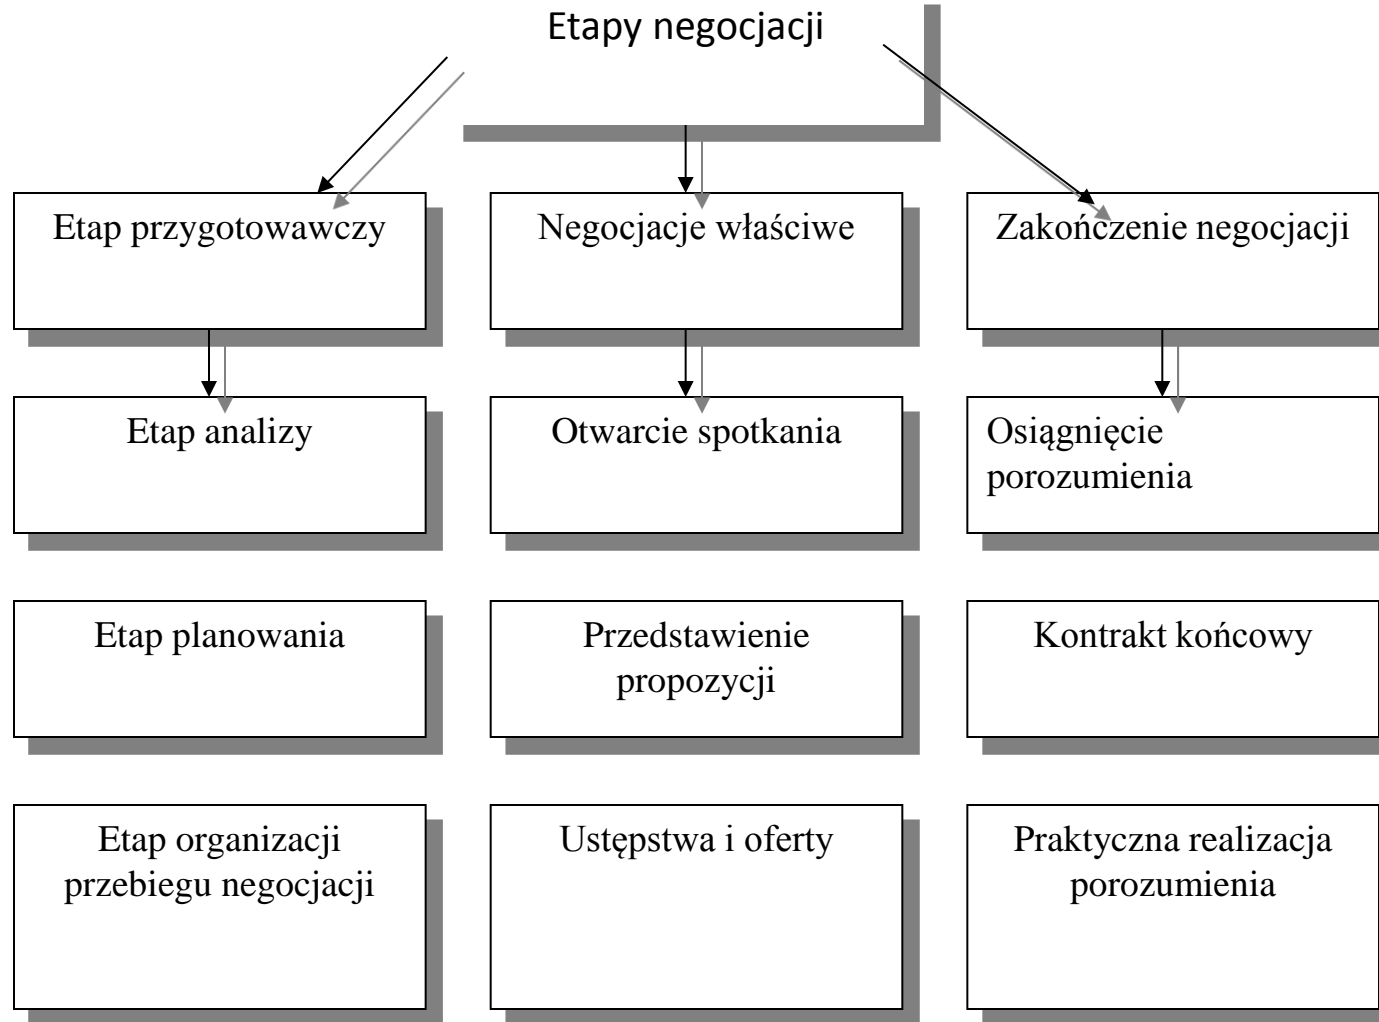 Etapy negocjacji
Etap przygotowawczy
Negocjacje właściwe
Zakończenie negocjacji
Etap analizy
Otwarcie spotkania
Osiągnięcie
porozumienia
Etap planowania
Przedstawienie
propozycji
Kontrakt końcowy
Etap organizacji
przebiegu negocjacji
Ustępstwa i oferty
Praktyczna realizacja
porozumienia